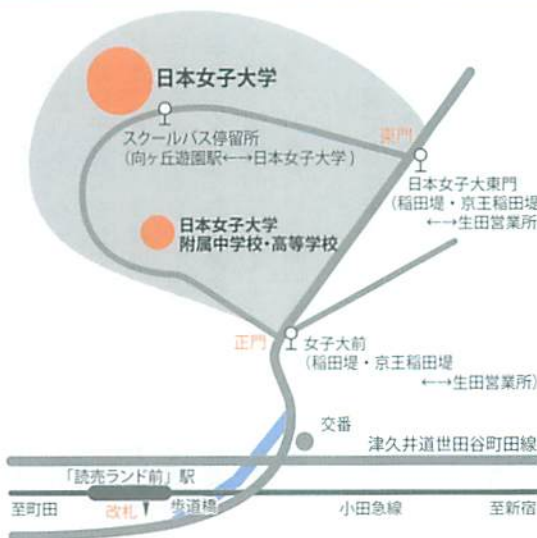 日本女子大学
スクールバス停留所
(向ヶ丘遊園駅←→日本女子大学)
東門
日本女子大東門
(稲田堤・京王稲田堤
←→生田営業所
日本女子大学
附属中学校・高等学校
正門
女子大前
(稲田堤・京王稲田堤
←→生田営業所)
交番
津久井道世田谷町田線
「読売ランド前」駅
至町田
改札
歩道橋
小田急線
至新宿